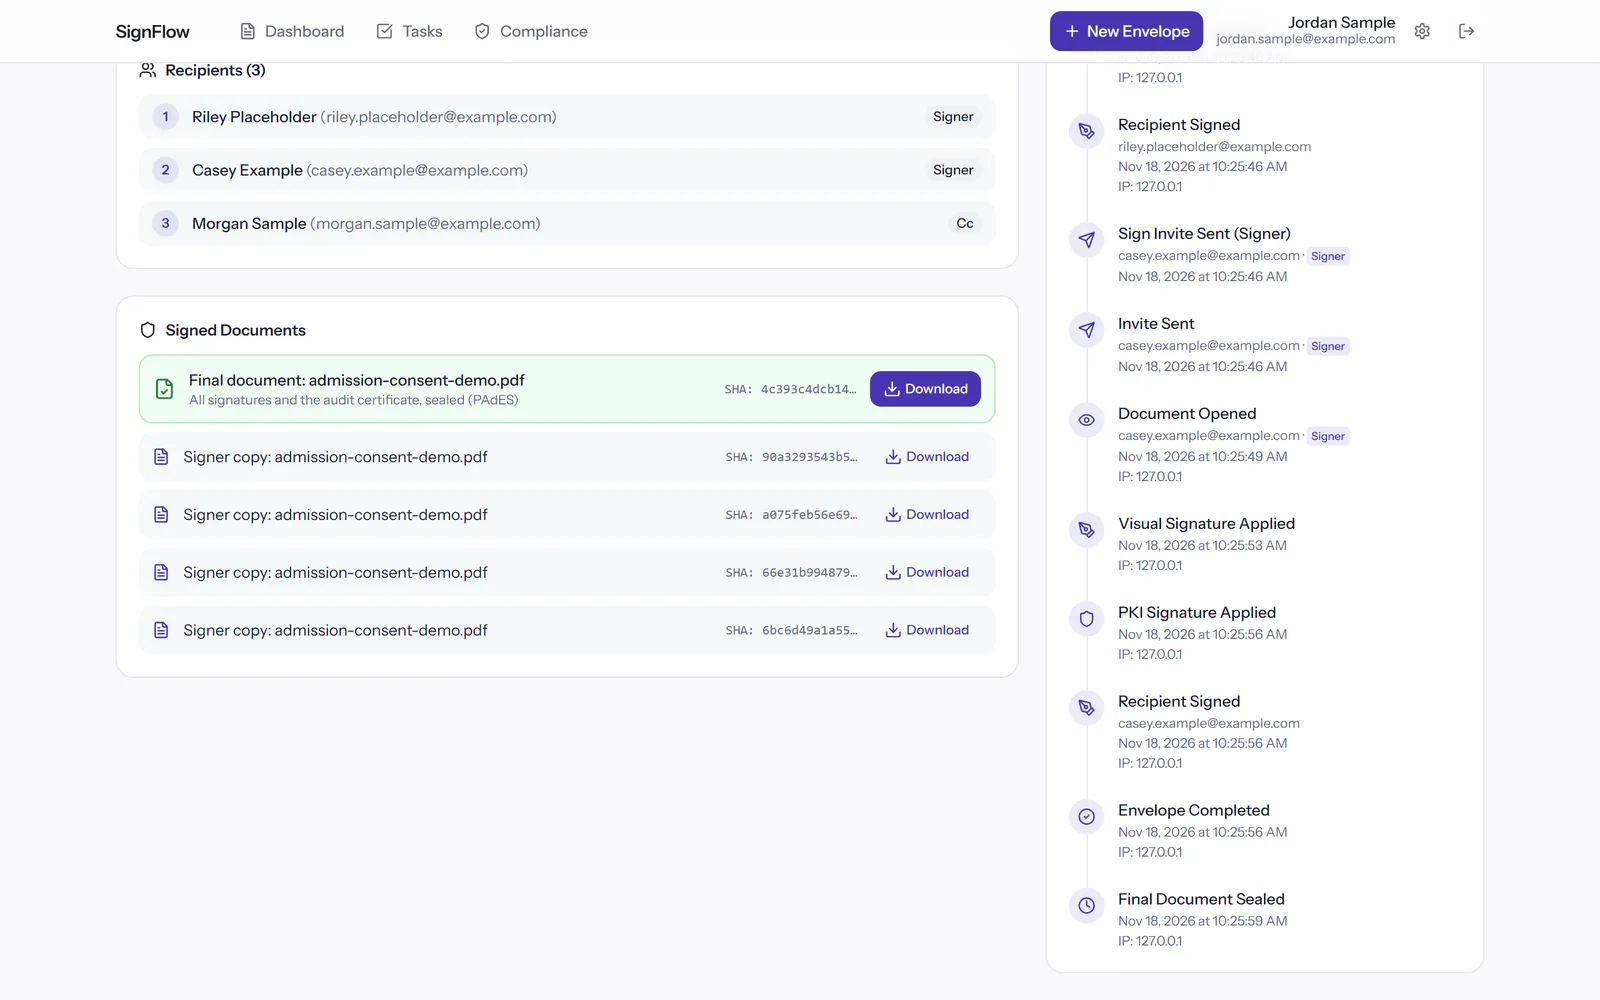 SignFlow
Dashboard
Tasks
Compliance
New Envelope
Jordan Sample
jordan.sample@example.com
Recipients (3)
1
Riley Placeholder (riley.placeholder@example.com)
Signer
2
Casey Example (casey.example@example.com)
Signer
3
Morgan Sample (morgan.sample@example.com)
Cc
Signed Documents
Final document: admission-consent-demo.pdf
All signatures and the audit certificate, sealed (PAdES)
SHA: 4c393c4dcb14…
Download
Signer copy: admission-consent-demo.pdf
SHA: 90a3293543b5…
Download
Signer copy: admission-consent-demo.pdf
SHA: a075feb56e69…
Download
Signer copy: admission-consent-demo.pdf
SHA: 66e31b994879…
Download
Signer copy: admission-consent-demo.pdf
SHA: 6bc6d49a1a55…
Download
IP: 127.0.0.1
Recipient Signed
riley.placeholder@example.com
Nov 18, 2026 at 10:25:46 AM
IP: 127.0.0.1
Sign Invite Sent (Signer)
casey.example@example.com · Signer
Nov 18, 2026 at 10:25:46 AM
Invite Sent
casey.example@example.com · Signer
Nov 18, 2026 at 10:25:46 AM
Document Opened
casey.example@example.com · Signer
Nov 18, 2026 at 10:25:49 AM
IP: 127.0.0.1
Visual Signature Applied
Nov 18, 2026 at 10:25:53 AM
IP: 127.0.0.1
PKI Signature Applied
Nov 18, 2026 at 10:25:56 AM
IP: 127.0.0.1
Recipient Signed
casey.example@example.com
Nov 18, 2026 at 10:25:56 AM
IP: 127.0.0.1
Envelope Completed
Nov 18, 2026 at 10:25:56 AM
IP: 127.0.0.1
Final Document Sealed
Nov 18, 2026 at 10:25:59 AM
IP: 127.0.0.1